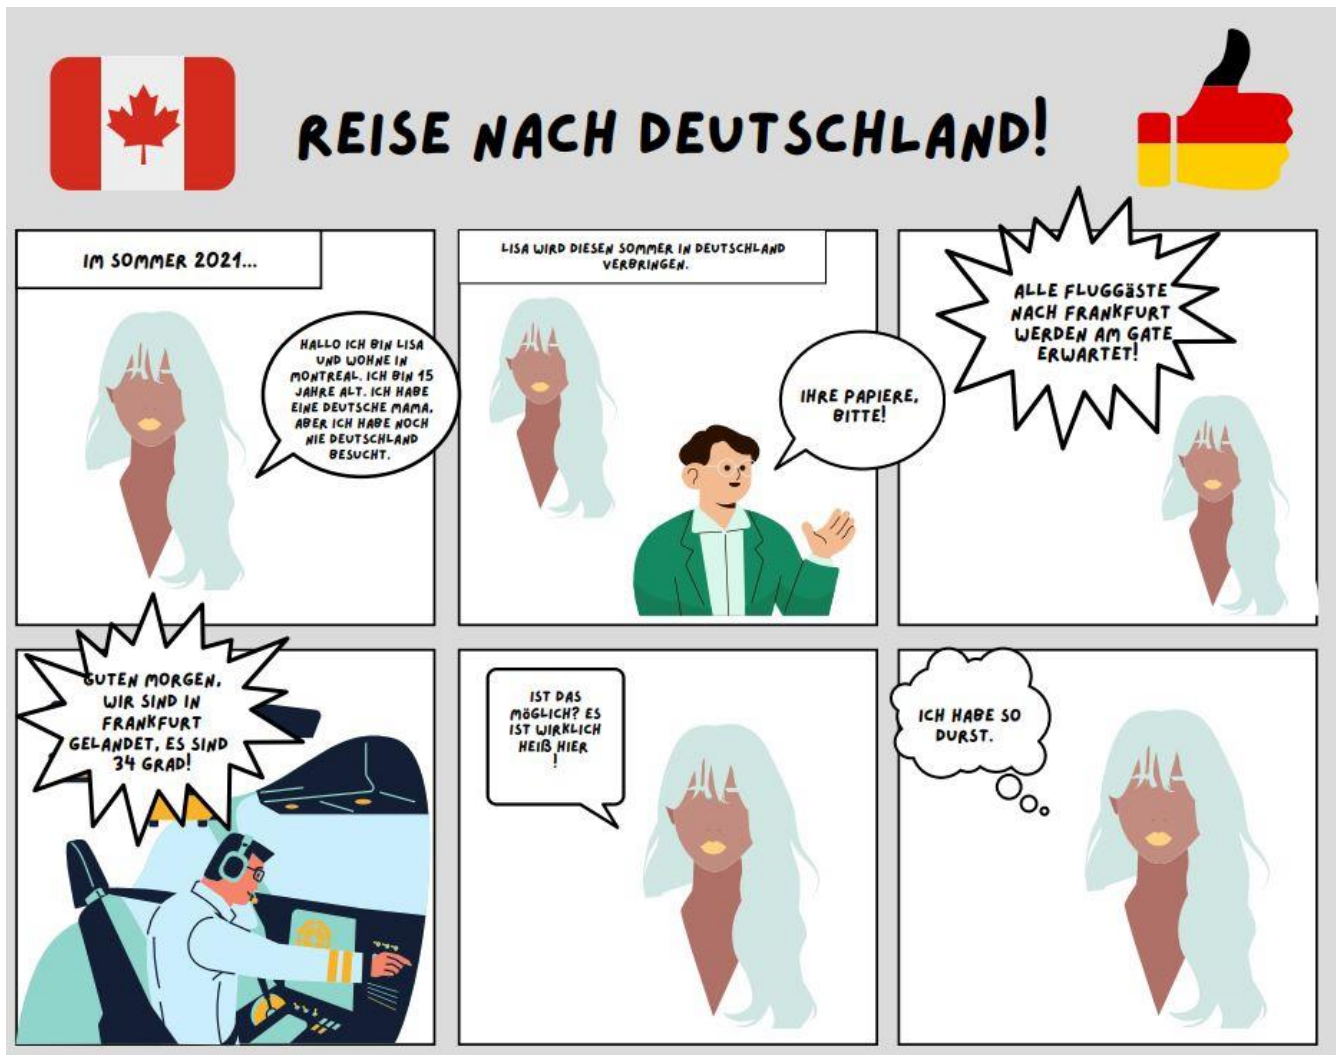 REISE NACH DEUTSCHLAND!
IM SOMMER 2021...
HALLO ICH BIN LISA
UND WOHNE IN
MONTREAL. ICH BIN 15
JAHRE ALT. ICH HABE
EINE DEUTSCHE MAMA,
ABER ICH HABE NOCH
NIE DEUTSCHLAND
BESUCHT.
LISA WIRD DIESEN SOMMER IN DEUTSCHLAND
VERBRINGEN.
IHRE PAPIERE,
BITTE!
ALLE FLUGGäSTE
NACH FRANKFURT
WERDEN AM GATE
ERWARTET!
GUTEN MORGEN,
WIR SIND IN
FRANKFURT
GELANDET, ES SIND
34 GRAD!
IST DAS
MöGLICH? ES
IST WIRKLICH
HEIß HIER
!
ICH HABE SO
DURST.